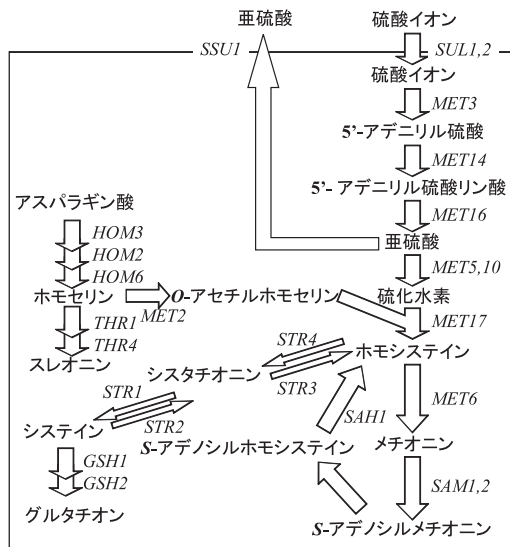 亜硫酸
硫酸イオン
SSU1
SUL1,2
硫酸イオン
MET3
5'-アデニリル硫酸
MET14
5'- アデニリル硫酸リン酸
MET16
亜硫酸
MET5,10
硫化水素
MET17
アスパラギン酸
HOM3
HOM2
HOM6
ホモセリン
MET2
O-アセチルホモセリン
THR1
THR4
スレオニン
STR4
ホモシステイン
シスタチオニン
STR3
STR1
STR2
システイン
SAH1
MET6
S-アデノシルホモシステイン
メチオニン
GSH1
GSH2
グルタチオン
SAM1,2
S-アデノシルメチオニン